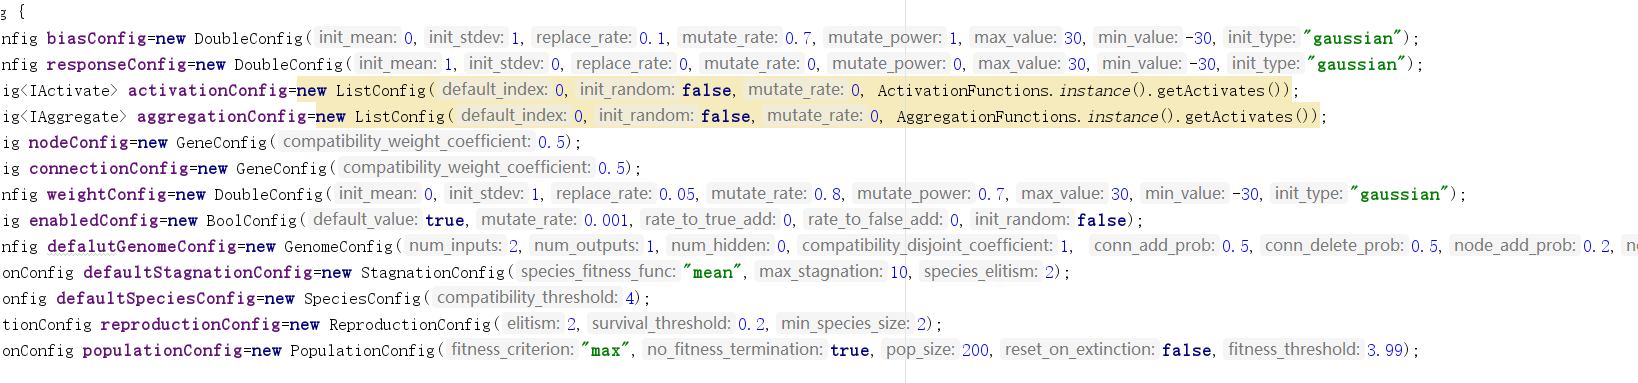 g {
nfig biasConfig=new DoubleConfig( init_mean: 0, init_stdev: 1, replace_rate: 0.1, mutate_rate: 0.7, mutate_power: 1, max_value: 30, min_value: -30, init_type: "gaussian");
nfig responseConfig=new DoubleConfig( init_mean: 1, init_stdev: 0, replace_rate: 0, mutate_rate: 0, mutate_power: 0, max_value: 30, min_value: -30, init_type: "gaussian");
ig<IActivate> activationConfig=new ListConfig( default_index: 0, init_random: false, mutate_rate: 0, ActivationFunctions.instance().getActivates());
ig<IAggregate> aggregationConfig=new ListConfig( default_index: 0, init_random: false, mutate_rate: 0, AggregationFunctions.instance().getActivates());
ig nodeConfig=new GeneConfig( compatibility_weight_coefficient: 0.5);
ig connectionConfig=new GeneConfig( compatibility_weight_coefficient: 0.5);
nfig weightConfig=new DoubleConfig( init_mean: 0, init_stdev: 1, replace_rate: 0.05, mutate_rate: 0.8, mutate_power: 0.7, max_value: 30, min_value: -30, init_type: "gaussian");
ig enabledConfig=new BoolConfig( default_value: true, mutate_rate: 0.001, rate_to_true_add: 0, rate_to_false_add: 0, init_random: false);
nfig defalutGenomeConfig=new GenomeConfig( num_inputs: 2, num_outputs: 1, num_hidden: 0, compatibility_disjoint_coefficient: 1, conn_add_prob: 0.5, conn_delete_prob: 0.5, node_add_prob: 0.2,
onConfig defaultStagnationConfig=new StagnationConfig( species_fitness_func: "mean", max_stagnation: 10, species_elitism: 2);
onfig defaultSpeciesConfig=new SpeciesConfig( compatibility_threshold: 4);
tionConfig reproductionConfig=new ReproductionConfig( elitism: 2, survival_threshold: 0.2, min_species_size: 2);
onConfig populationConfig=new PopulationConfig( fitness_criterion: "max", no_fitness_termination: true, pop_size: 200, reset_on_extinction: false, fitness_threshold: 3.99);